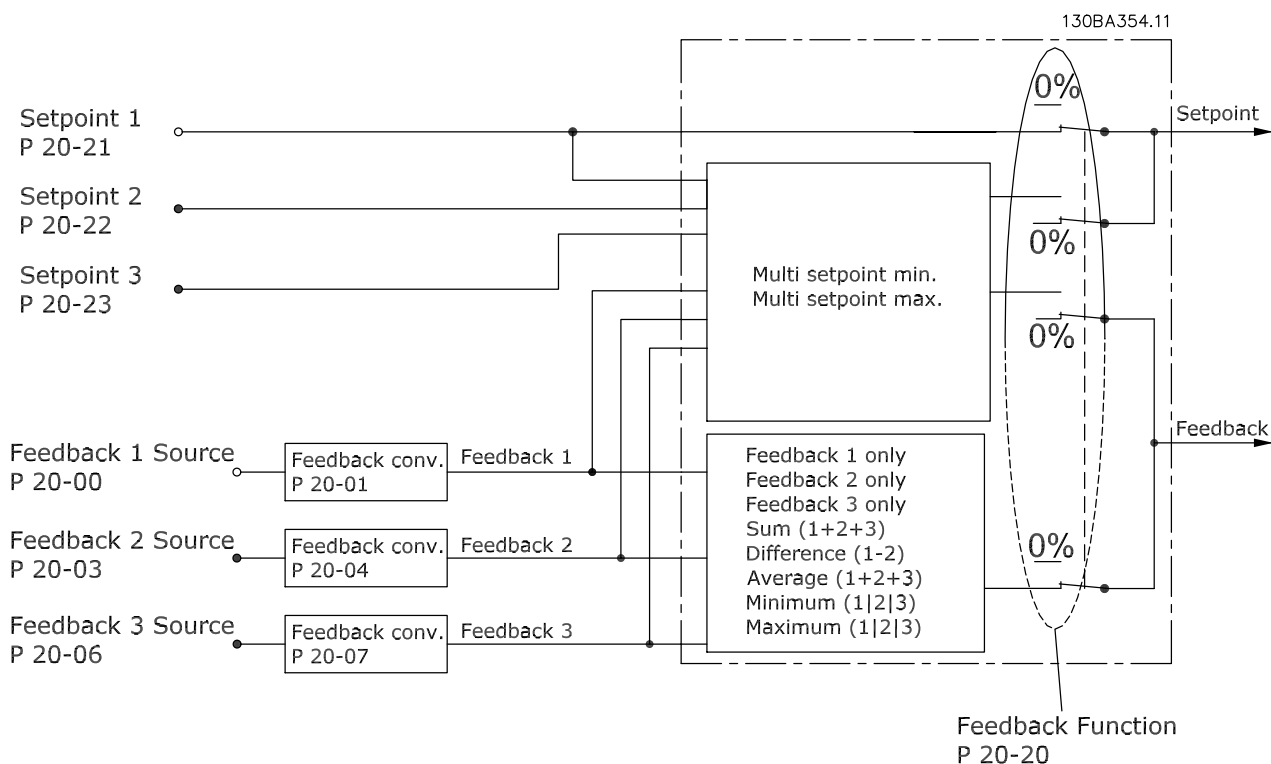 130BA354.11
0%
Setpoint 1
P 20-21
Setpoint
Setpoint 2
P 20-22
0%
Setpoint 3
P 20-23
Multi setpoint min.
Multi setpoint max.
0%
Feedback
Feedback 1 Source
P 20-00
Feedback conv.
P 20-01
Feedback 1
Feedback 2 Source
P 20-03
Feedback conv.
P 20-04
Feedback 2
Feedback 3 Source
P 20-06
Feedback conv.
P 20-07
Feedback 3
Feedback 1 only
Feedback 2 only
Feedback 3 only
Sum (1+2+3)
Difference (1-2)
Average (1+2+3)
Minimum (1|2|3)
Maximum (1|2|3)
0%
Feedback Function
P 20-20